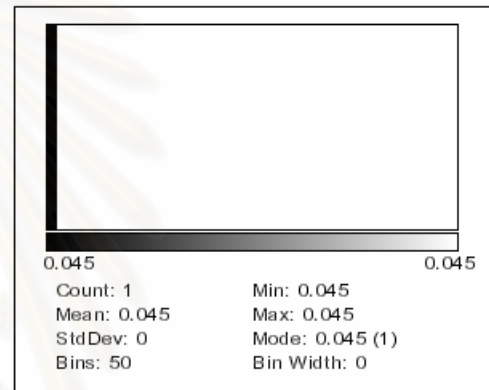 0.045 0.045
Count: 1 Min: 0.045
Mean: 0.045 Max: 0.045
StdDev: 0 Mode: 0.045 (1)
Bins: 50 Bin Width: 0